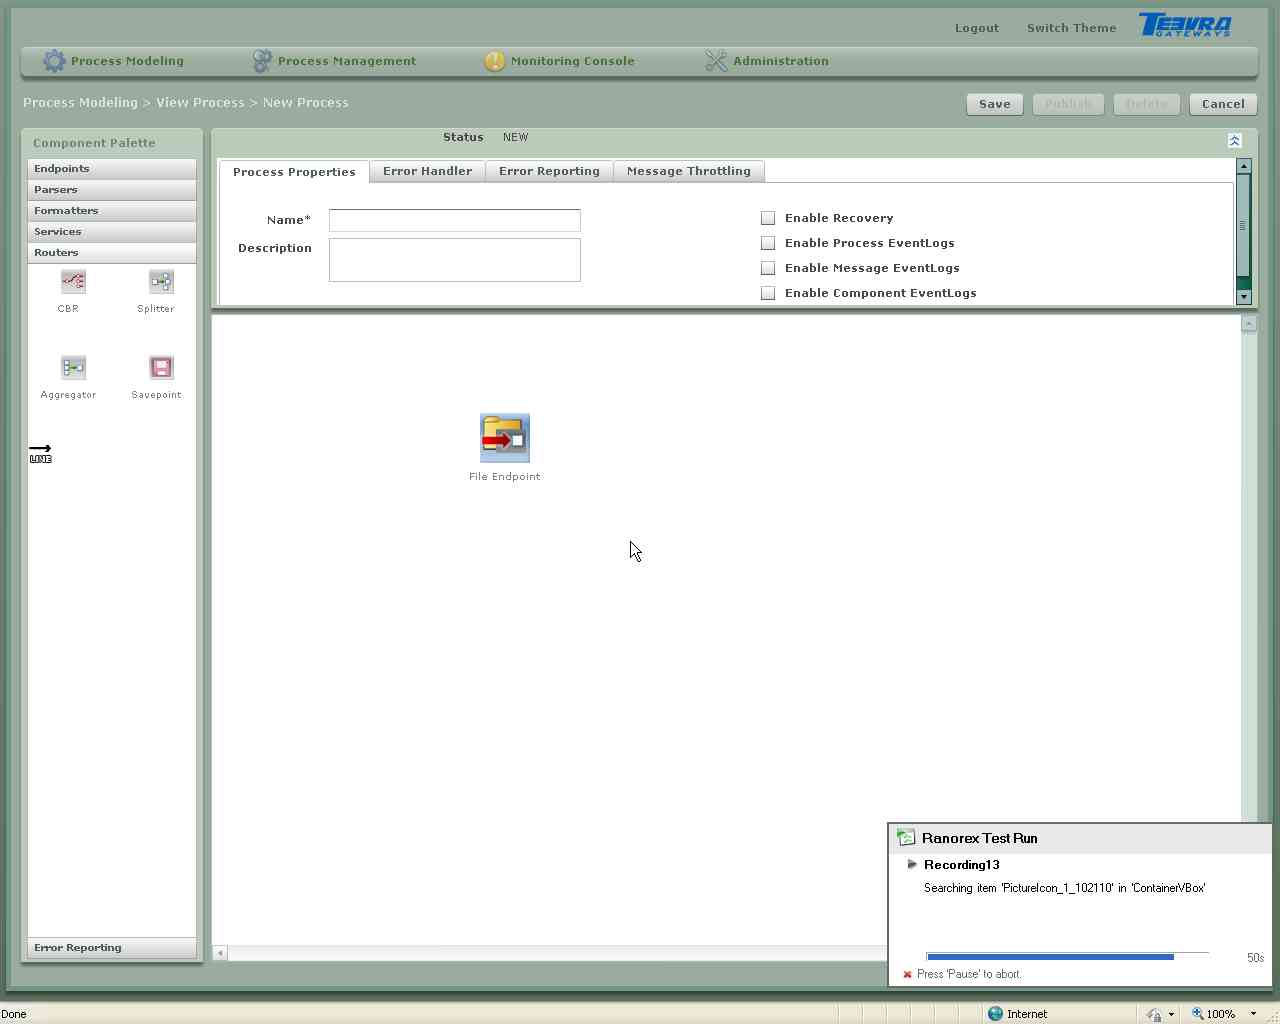 Logout Switch Theme TEEVRA
GATEWAYS
Process Modeling Process Management Monitoring Console Administration
Process Modeling > View Process > New Process
Save Publish Delete Cancel
Component Palette
Status NEW
Endpoints
Parsers
Formatters
Services
Routers
CBR Splitter
Aggregator Savepoint
LINE
Error Reporting
Process Properties Error Handler Error Reporting Message Throttling
Name*
Description
Enable Recovery
Enable Process EventLogs
Enable Message EventLogs
Enable Component EventLogs
File Endpoint
Ranorex Test Run
Recording13
Searching item 'PictureIcon_1_102110' in 'ContainerVBox'
50s
Press 'Pause' to abort.
Done Internet 100%